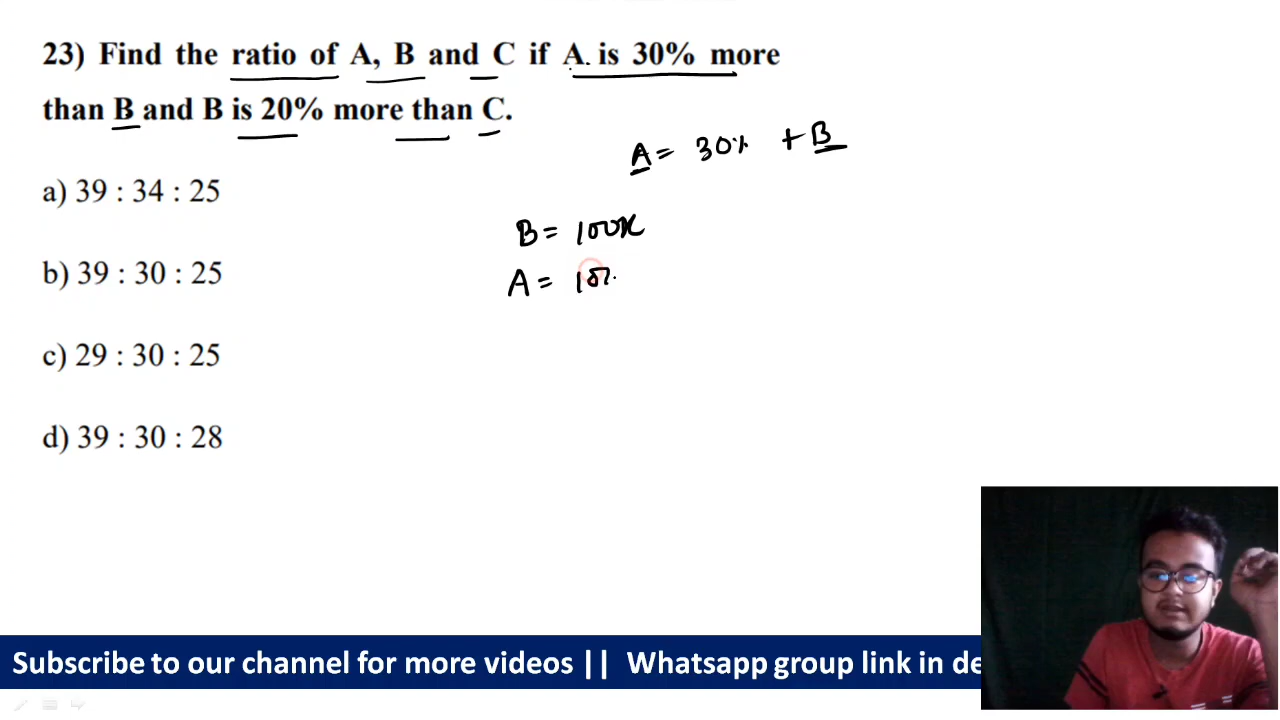 23) Find the ratio of A, B and C if A is 30% more
than B and B is 20% more than C.
A = 30% + B
a) 39 : 34 : 25
B = 100x
b) 39 : 30 : 25
A =
c) 29 : 30 : 25
d) 39 : 30 : 28
Subscribe to our channel for more videos || Whatsapp group link in de